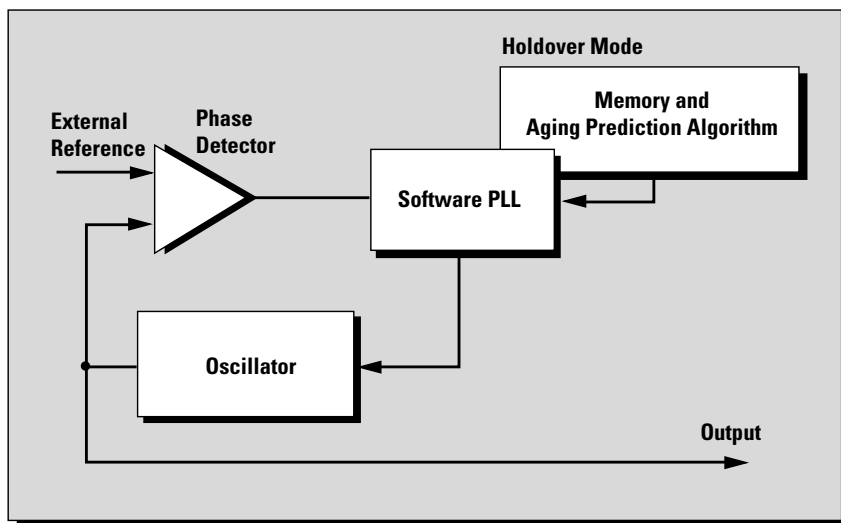 Holdover Mode
Memory and
Aging Prediction Algorithm
External
Reference
Phase
Detector
Software PLL
Oscillator
Output